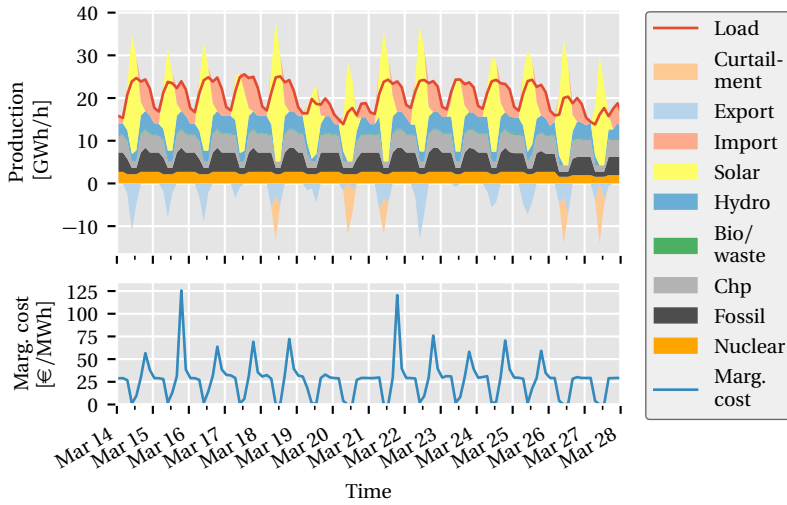 40
30
20
10
0
−10
Production
[GWh/h]
125
100
75
50
25
0
Marg. cost
[€/MWh]
Mar 14
Mar 15
Mar 16
Mar 17
Mar 18
Mar 19
Mar 20
Mar 21
Mar 22
Mar 23
Mar 24
Mar 25
Mar 26
Mar 27
Mar 28
Time
Load
Curtail-
ment
Export
Import
Solar
Hydro
Bio/
waste
Chp
Fossil
Nuclear
Marg.
cost